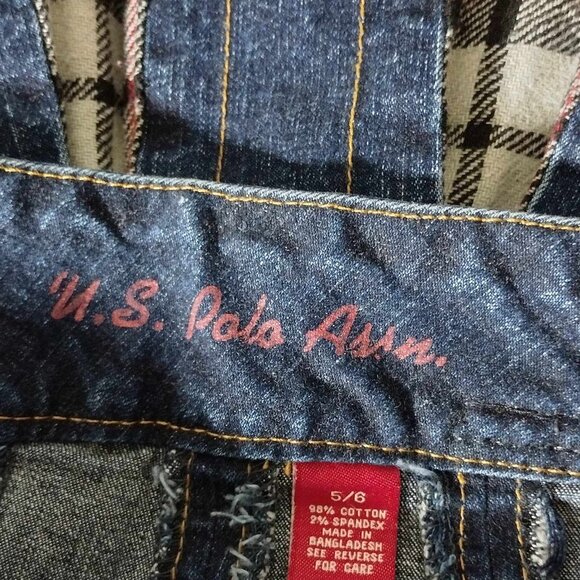 U.S. Polo Assn.
5/6
98% COTTON
2% SPANDEX
MADE IN
BANGLADESH
SEE REVERSE
FOR CARE